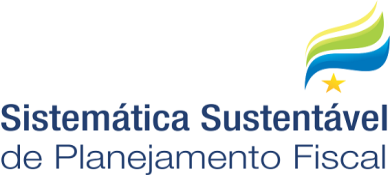 Sistemática Sustentável
de Planejamento Fiscal